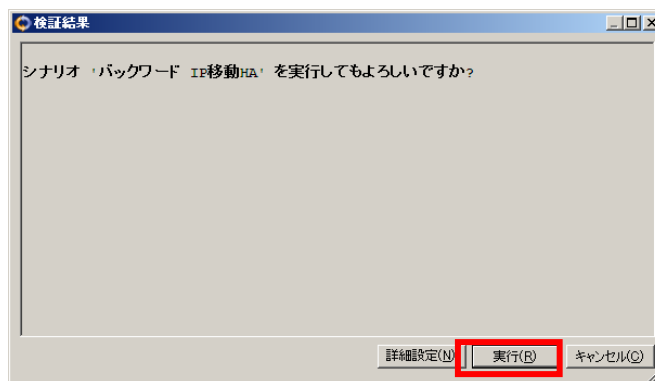 検証結果
シナリオ 'バックワード IP移動HA' を実行してもよろしいですか?
詳細設定(N) 実行(R) キャンセル(C)